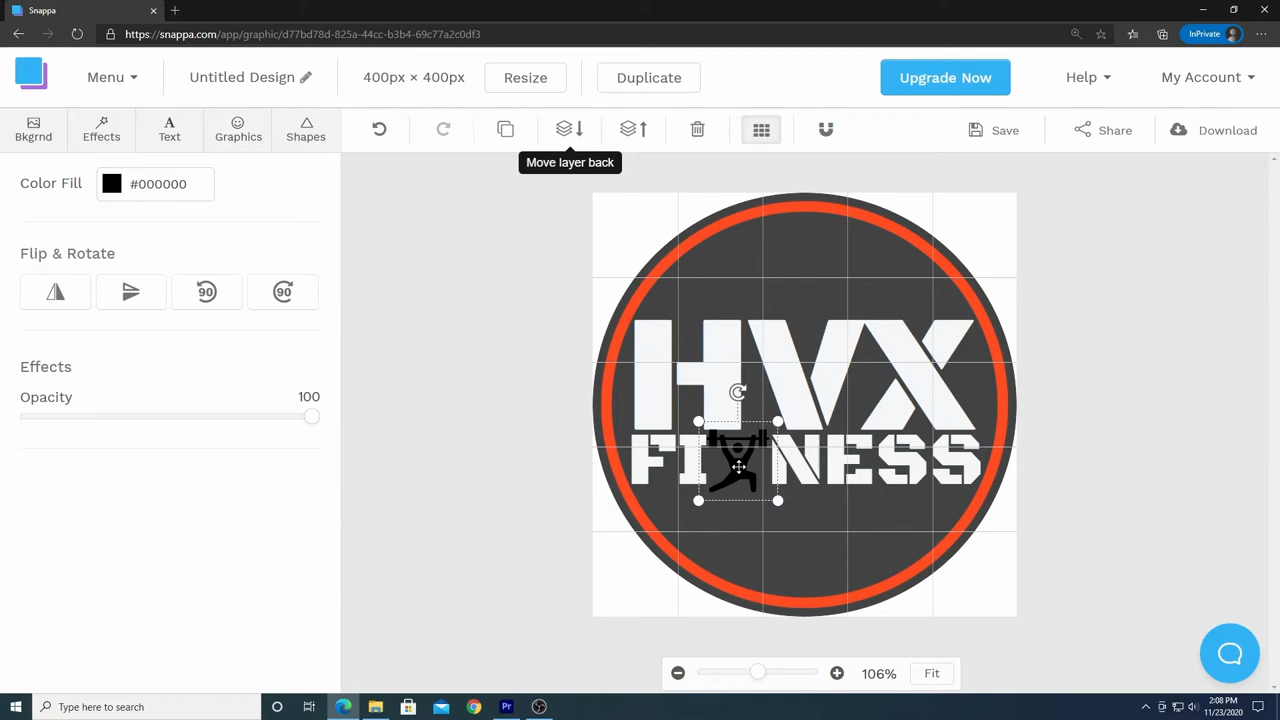 Snappa
https://snappa.com/app/graphic/d77bd78d-825a-44cc-b3b4-69c77a2c0df3
InPrivate
Menu
Untitled Design
400px × 400px
Resize
Duplicate
Upgrade Now
Help
My Account
Bkgrnd
Effects
Text
Graphics
Shapes
Save
Share
Download
Move layer back
Color Fill
#000000
Flip & Rotate
90
90
Effects
Opacity
100
HVX
FI NESS
106%
Fit
Type here to search
Pr
2:08 PM
11/23/2020